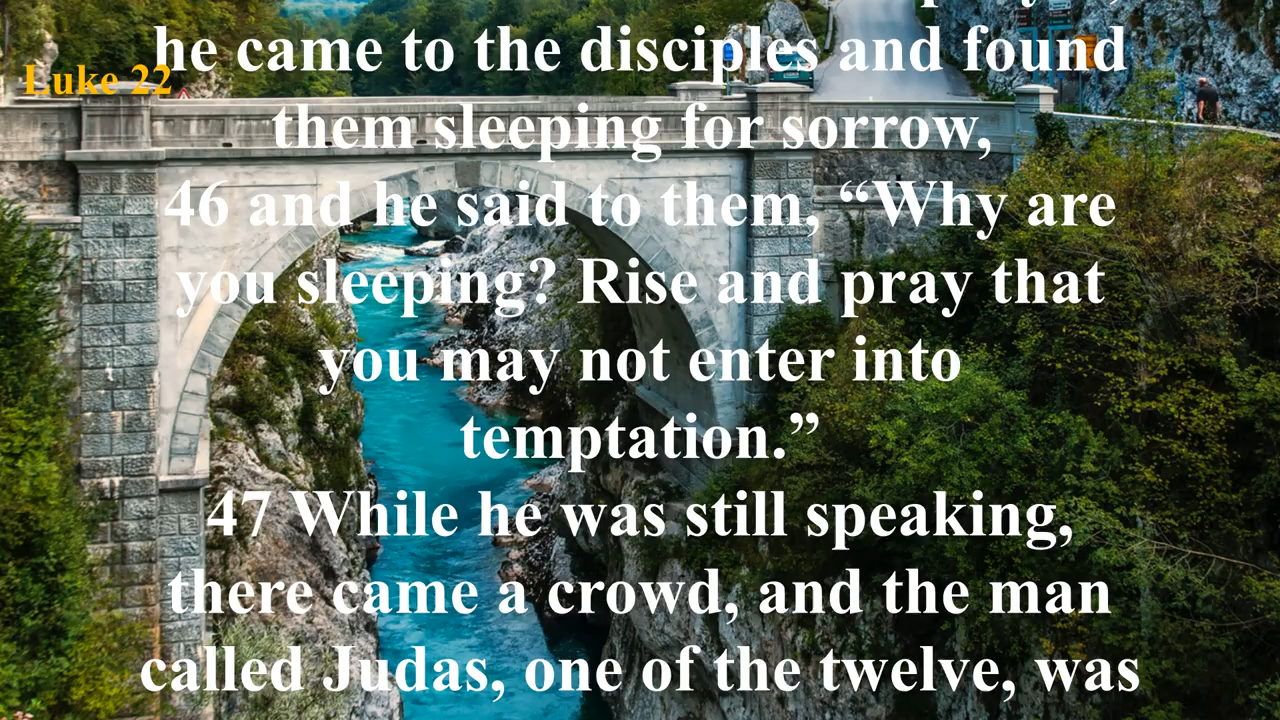 he came to the disciples and found
Luke 22
them sleeping for sorrow,
46 and he said to them, “Why are
you sleeping? Rise and pray that
you may not enter into
temptation.”
47 While he was still speaking,
there came a crowd, and the man
called Judas, one of the twelve, was